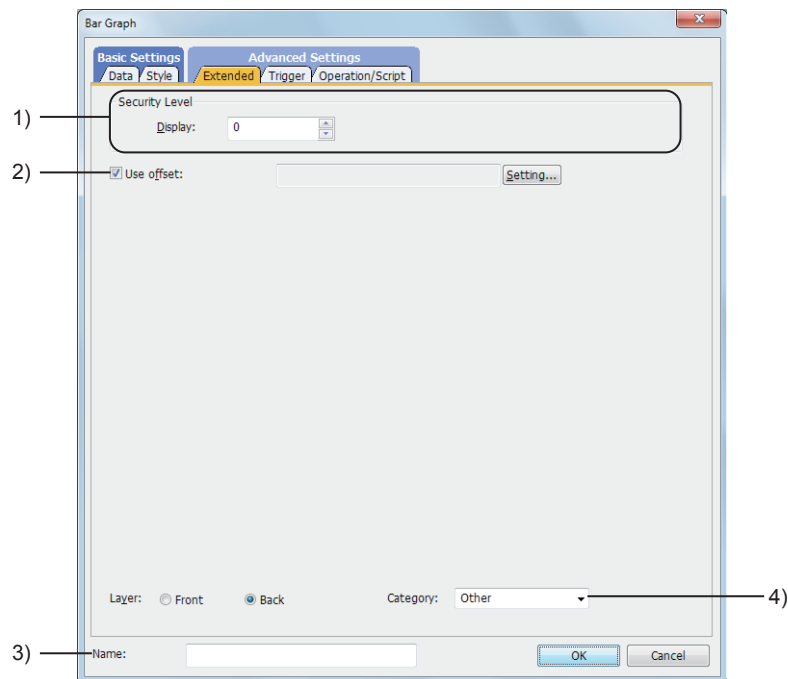 Bar Graph
Basic Settings
Advanced Settings
Data Style Extended Trigger Operation/Script
1)
Security Level
Display: 0
2)
Use offset: Setting...
Layer: Front Back Category: Other
4)
3)
Name: OK Cancel